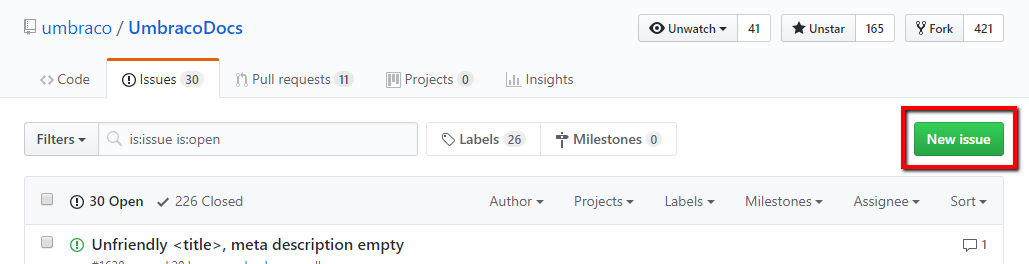 umbraco / UmbracoDocs
Unwatch 41 Unstar 165 Fork 421
Code Issues 30 Pull requests 11 Projects 0 Insights
Filters is:issue is:open Labels 26 Milestones 0 New issue
30 Open 226 Closed Author Projects Labels Milestones Assignee Sort
Unfriendly <title>, meta description empty 1